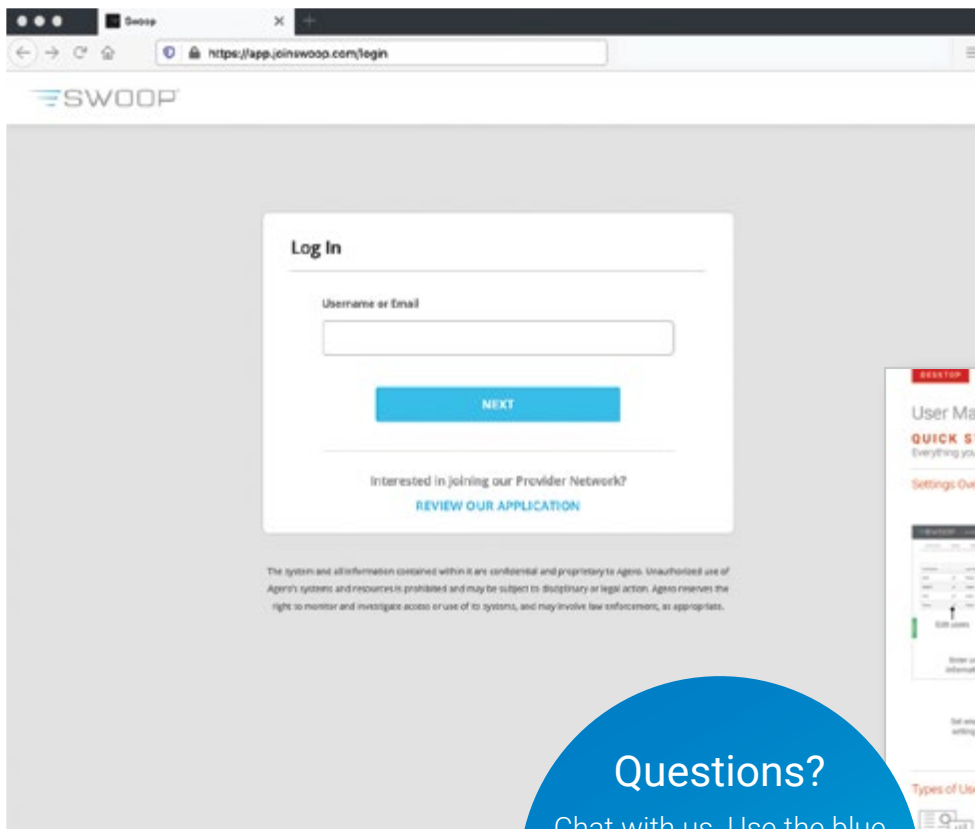 Swoop
https://app.joinswoop.com/login
SWOOP
Log In
Username or Email
NEXT
Interested in joining our Provider Network?
REVIEW OUR APPLICATION
The system and all information contained within it are confidential and proprietary to Agero. Unauthorized use of
Agero's systems and resources is prohibited and may be subject to disciplinary or legal action. Agero reserves the
right to monitor and investigate access or use of its systems, and may involve law enforcement, as appropriate.
DESKTOP
User Ma
QUICK S
Everything you
Settings Ove
Edit users
Types of Use
Questions?
Chat with us. Use the blue